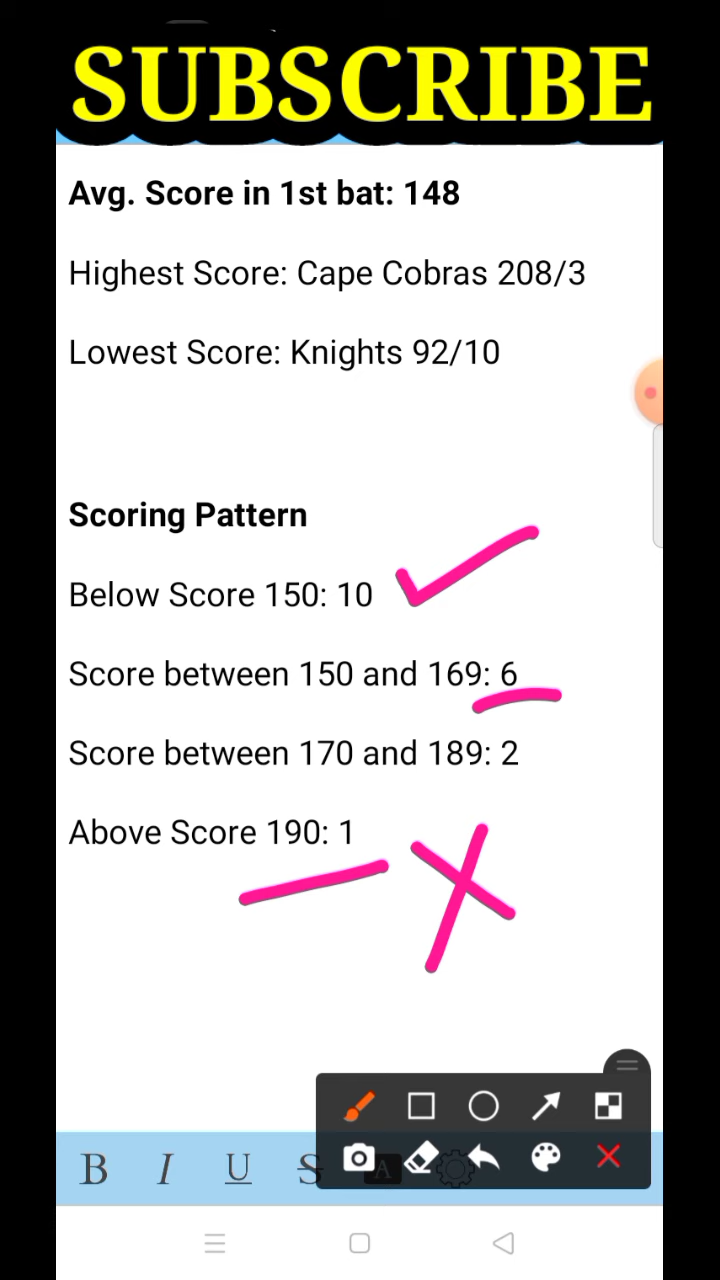 SUBSCRIBE
Avg. Score in 1st bat: 148
Highest Score: Cape Cobras 208/3
Lowest Score: Knights 92/10
Scoring Pattern
Below Score 150: 10
Score between 150 and 169: 6
Score between 170 and 189: 2
Above Score 190: 1
B I U S A